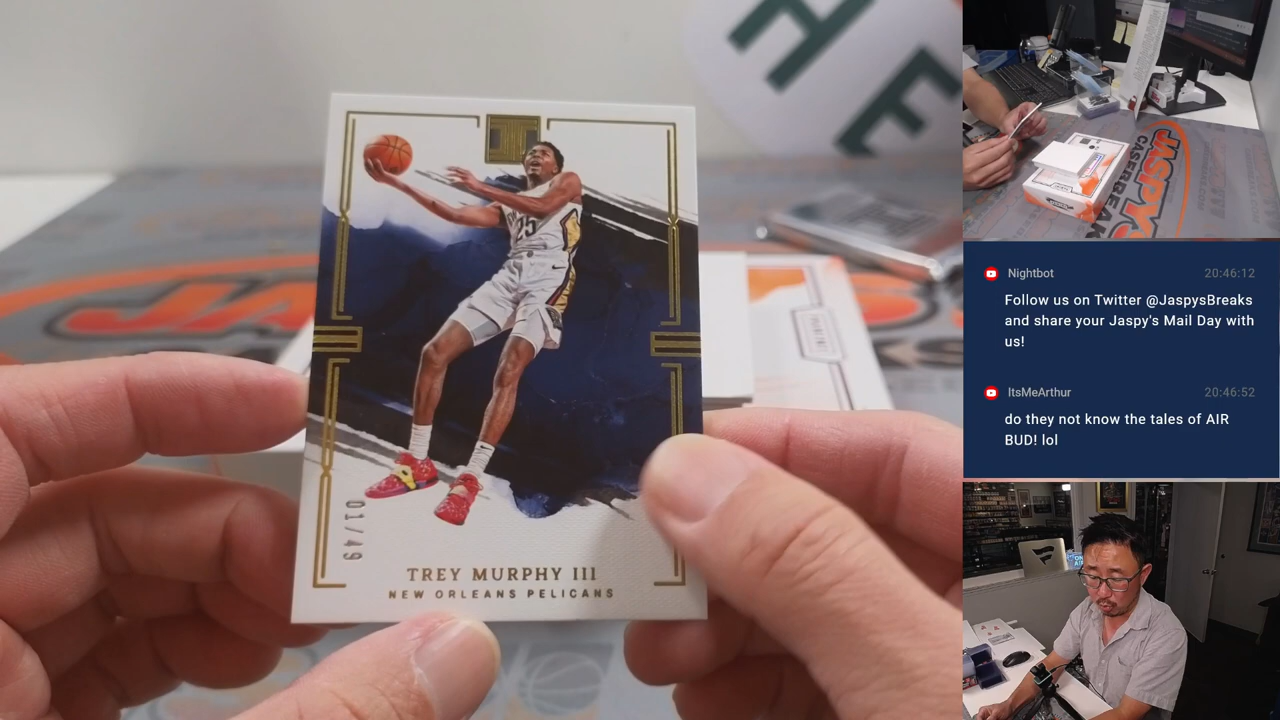 HE
25
01/49
TREY MURPHY III
NEW ORLEANS PELICANS
JASPYS
CASEBREAK
Nightbot 20:46:12
Follow us on Twitter @JaspysBreaks
and share your Jaspy's Mail Day with
us!
ItsMeArthur 20:46:52
do they not know the tales of AIR
BUD! lol